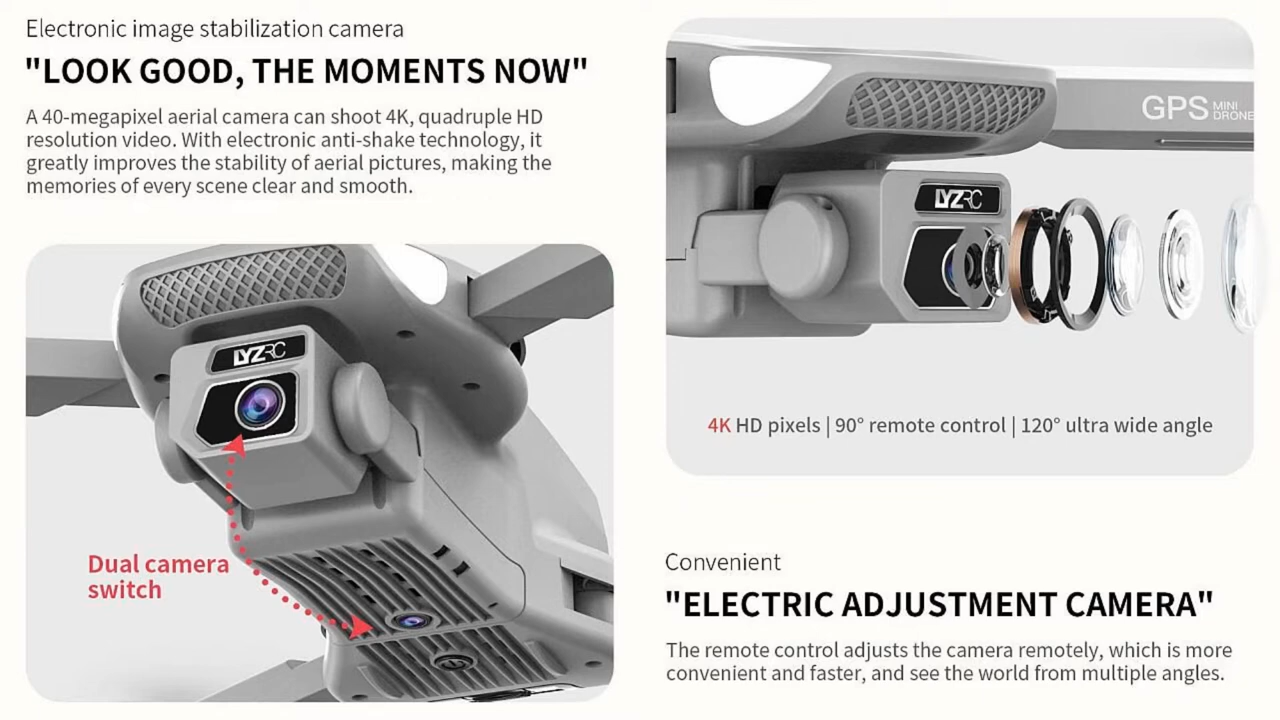 Electronic image stabilization camera
"LOOK GOOD, THE MOMENTS NOW"
A 40-megapixel aerial camera can shoot 4K, quadruple HD
resolution video. With electronic anti-shake technology, it
greatly improves the stability of aerial pictures, making the
memories of every scene clear and smooth.
LYZRC
Dual camera
switch
GPS MINI
DRONE
LYZRC
4K HD pixels | 90° remote control | 120° ultra wide angle
Convenient
"ELECTRIC ADJUSTMENT CAMERA"
The remote control adjusts the camera remotely, which is more
convenient and faster, and see the world from multiple angles.